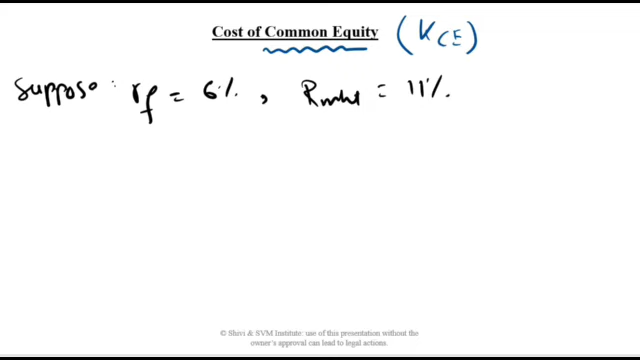 Cost of Common Equity (KCE)
Suppose: rf = 6%, Rmkt = 11%.
© Shivi & SVM Institute: use of this presentation without the
owner's approval can lead to legal actions.